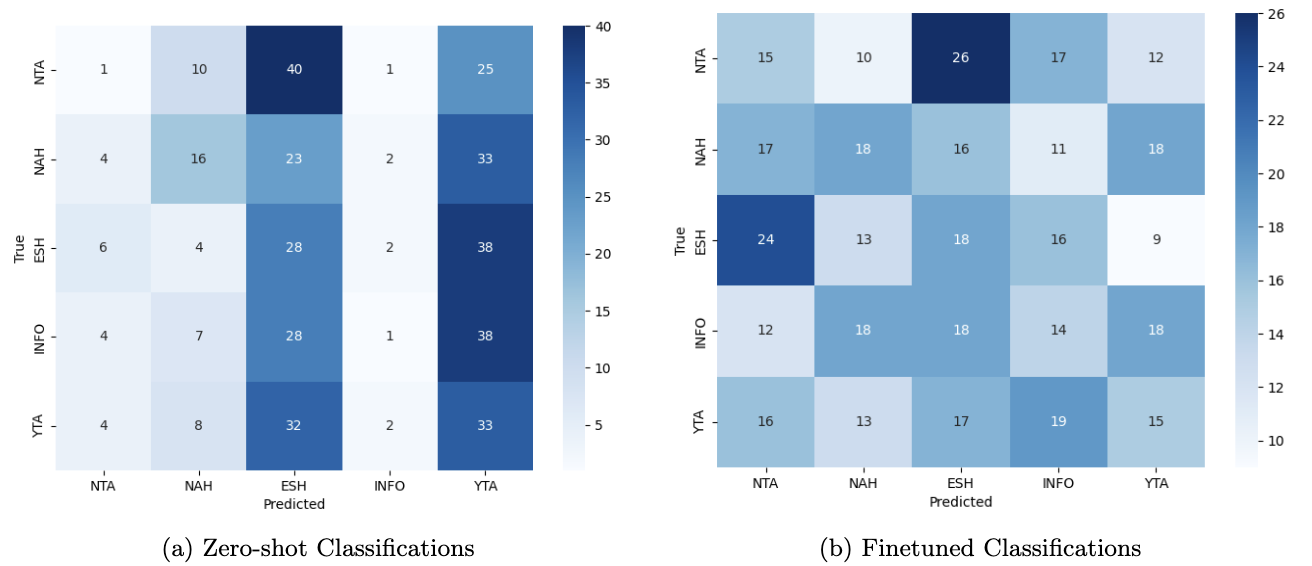 NTA 1 10 40 1 25
NAH 4 16 23 2 33
ESH 6 4 28 2 38
INFO 4 7 28 1 38
YTA 4 8 32 2 33
True
NTA NAH ESH INFO YTA
Predicted
40
35
30
25
20
15
10
5
(a) Zero-shot Classifications
NTA 15 10 26 17 12
NAH 17 18 16 11 18
ESH 24 13 18 16 9
INFO 12 18 18 14 18
YTA 16 13 17 19 15
True
NTA NAH ESH INFO YTA
Predicted
26
24
22
20
18
16
14
12
10
(b) Finetuned Classifications